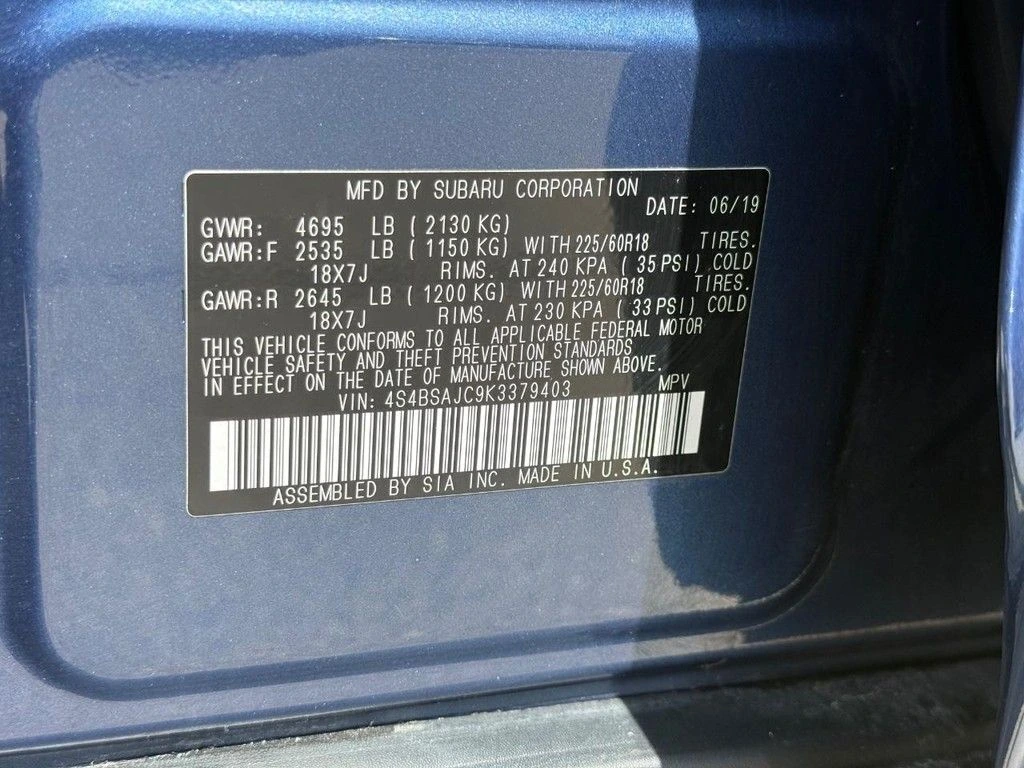 MFD BY SUBARU CORPORATION
DATE: 06/19
GVWR: 4695 LB ( 2130 KG)
GAWR:F 2535 LB ( 1150 KG) WITH 225/60R18 TIRES.
18X7J RIMS. AT 240 KPA ( 35 PSI) COLD
GAWR:R 2645 LB ( 1200 KG) WITH 225/60R18 TIRES.
18X7J RIMS. AT 230 KPA ( 33 PSI) COLD
THIS VEHICLE CONFORMS TO ALL APPLICABLE FEDERAL MOTOR
VEHICLE SAFETY AND THEFT PREVENTION STANDARDS
IN EFFECT ON THE DATE OF MANUFACTURE SHOWN ABOVE.
VIN: 4S4BSAJC9K3379403 MPV
ASSEMBLED BY SIA INC. MADE IN U.S.A.